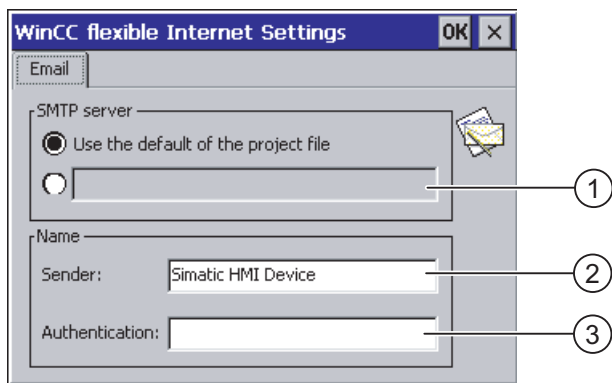 WinCC flexible Internet Settings OK ×
Email
SMTP server
Use the default of the project file
1
Name
Sender: Simatic HMI Device
2
Authentication:
3